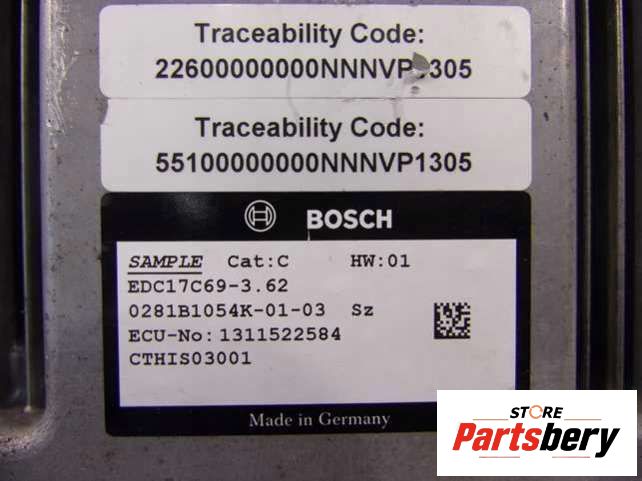 Traceability Code:
22600000000NNNVP1305
Traceability Code:
55100000000NNNVP1305
BOSCH
SAMPLE Cat:C HW:01
EDC17C69-3.62
0281B1054K-01-03 Sz
ECU-No:1311522584
CTHIS03001
Made in Germany
STORE
Partsbery